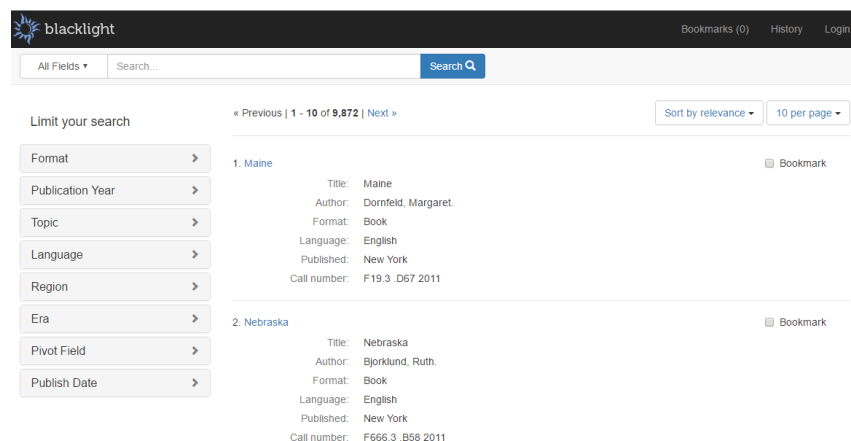 blacklight
Bookmarks (0) History Login
All Fields Search... Search
Limit your search
Format
Publication Year
Topic
Language
Region
Era
Pivot Field
Publish Date
« Previous | 1 - 10 of 9,872 | Next »
Sort by relevance 10 per page
1. Maine Bookmark
Title: Maine
Author: Dornfeld, Margaret.
Format: Book
Language: English
Published: New York
Call number: F19.3 .D67 2011
2. Nebraska Bookmark
Title: Nebraska
Author: Bjorklund, Ruth.
Format: Book
Language: English
Published: New York
Call number: F666.3 .B58 2011